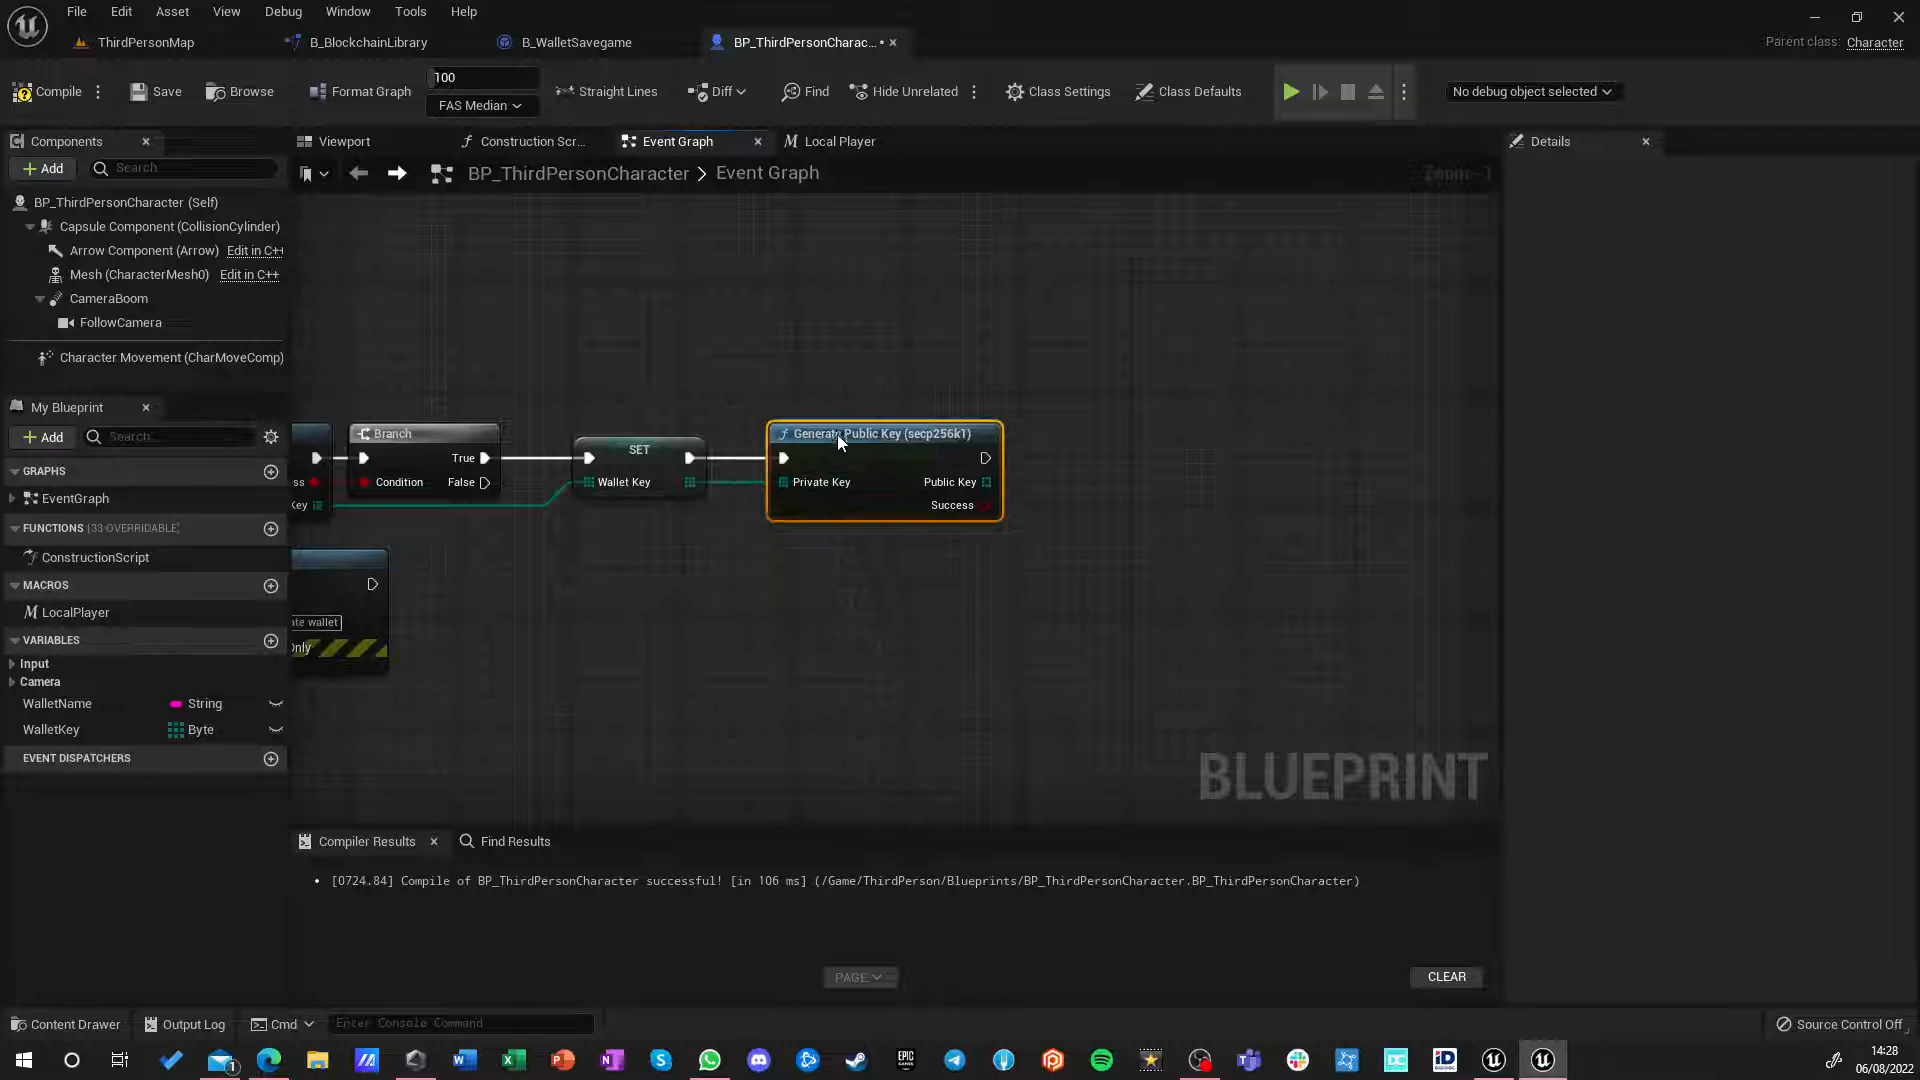 File Edit Asset View Debug Window Tools Help
ThirdPersonMap B_BlockchainLibrary B_WalletSavegame BP_ThirdPersonCharac... • Parent class: Character
Compile Save Browse Format Graph 100 Straight Lines Diff Find Hide Unrelated Class Settings Class Defaults No debug object selected
FAS Median
Components Viewport Construction Scr... Event Graph Local Player Details
Add Search BP_ThirdPersonCharacter > Event Graph
BP_ThirdPersonCharacter (Self)
Capsule Component (CollisionCylinder)
Arrow Component (Arrow) Edit in C++
Mesh (CharacterMesh0) Edit in C++
CameraBoom
FollowCamera
Character Movement (CharMoveComp)
My Blueprint
Add Search
GRAPHS
EventGraph
FUNCTIONS (33 OVERRIDABLE)
ConstructionScript
MACROS
LocalPlayer
VARIABLES
Input
Camera
WalletName String
WalletKey Byte
EVENT DISPATCHERS
Branch
True
ss Condition False
Key
SET
Wallet Key
Generate Public Key (secp256k1)
Private Key Public Key
Success
ate wallet
Only
BLUEPRINT
Compiler Results Find Results
• [0724.84] Compile of BP_ThirdPersonCharacter successful! [in 106 ms] (/Game/ThirdPerson/Blueprints/BP_ThirdPersonCharacter.BP_ThirdPersonCharacter)
PAGE CLEAR
Content Drawer Output Log Cmd Enter Console Command Source Control Off
14:28
06/08/2022